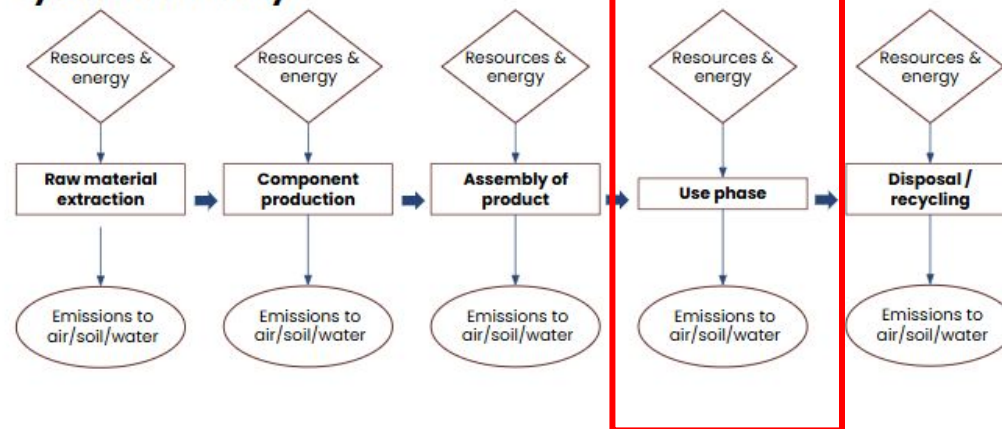 Resources &
energy
Resources &
energy
Resources &
energy
Resources &
energy
Resources &
energy
Raw material
extraction
Component
production
Assembly of
product
Use phase
Disposal /
recycling
Emissions to
air/soil/water
Emissions to
air/soil/water
Emissions to
air/soil/water
Emissions to
air/soil/water
Emissions to
air/soil/water